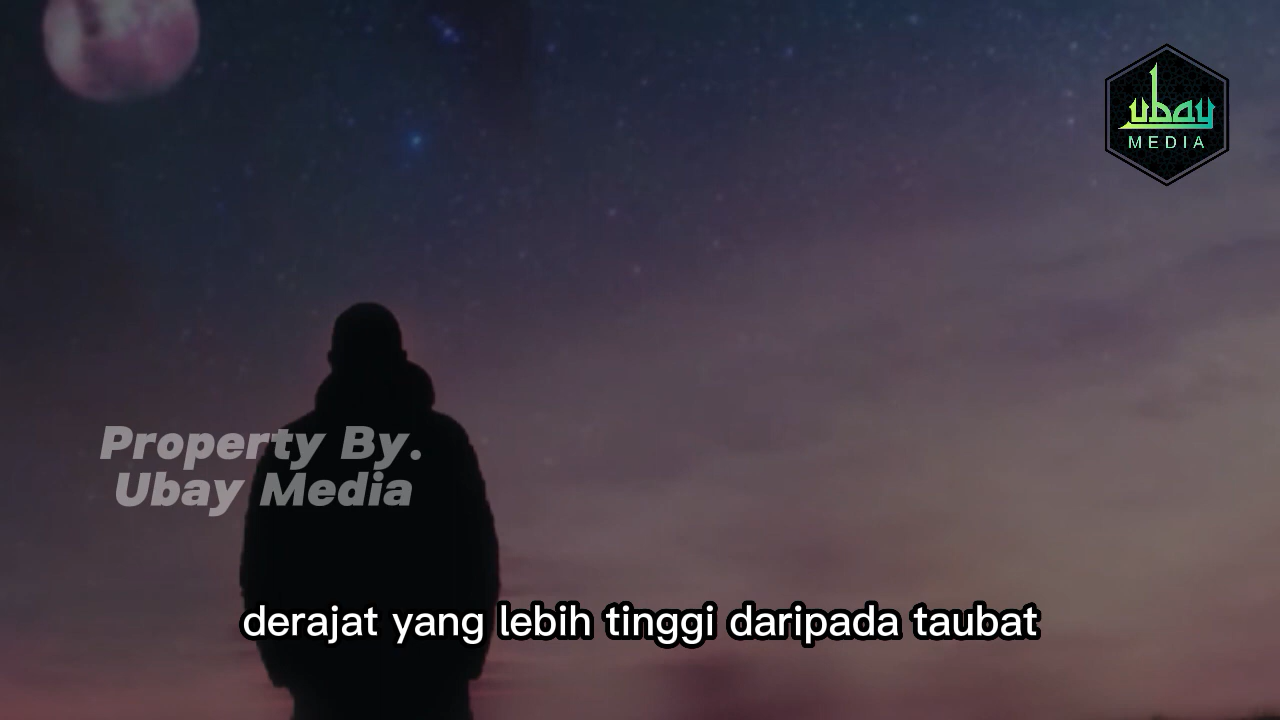 ubay
MEDIA
Property By.
Ubay Media
derajat yang lebih tinggi daripada taubat